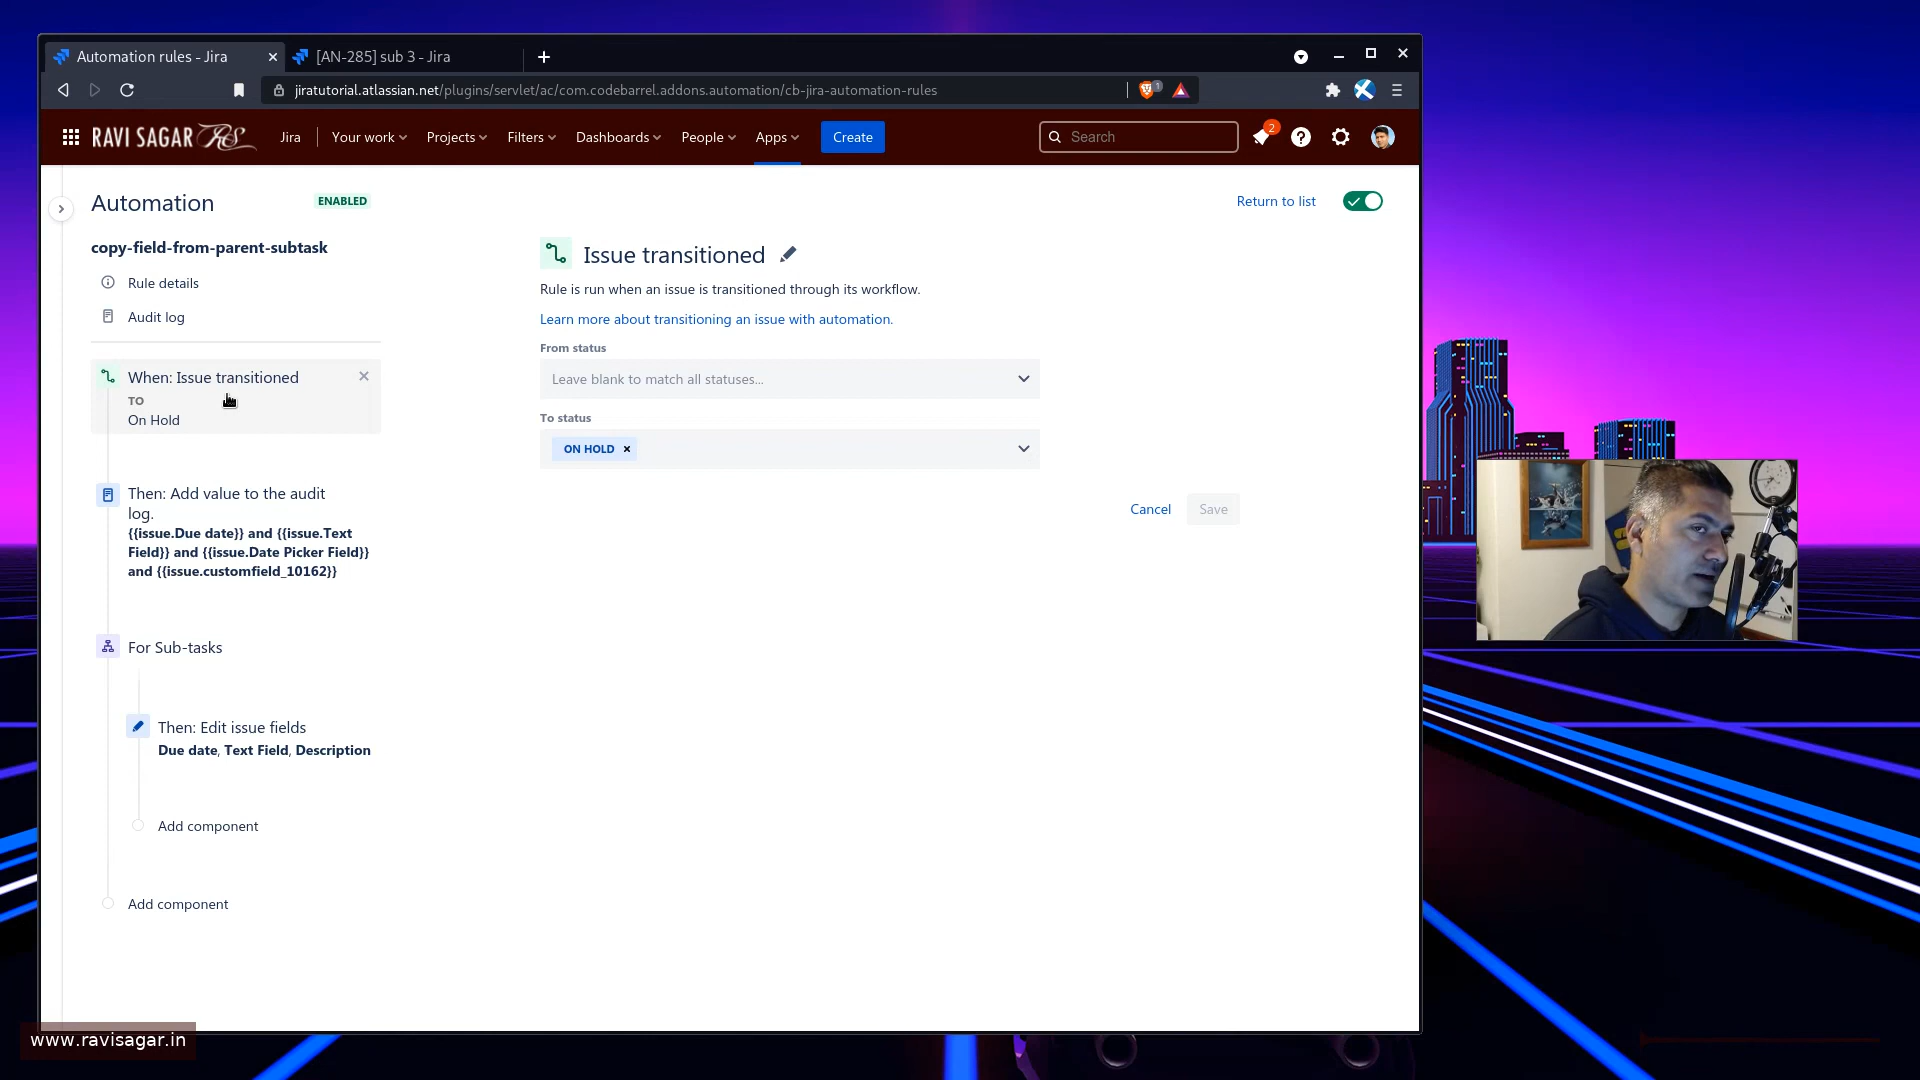 Automation rules - Jira
[AN-285] sub 3 - Jira
jiratutorial.atlassian.net/plugins/servlet/ac/com.codebarrel.addons.automation/cb-jira-automation-rules
1
RAVI SAGAR RS
Jira
Your work
Projects
Filters
Dashboards
People
Apps
Create
Search
2
Automation
ENABLED
Return to list
copy-field-from-parent-subtask
Rule details
Audit log
When: Issue transitioned
TO
On Hold
Then: Add value to the audit
log.
{{issue.Due date}} and {{issue.Text
Field}} and {{issue.Date Picker Field}}
and {{issue.customfield_10162}}
For Sub-tasks
Then: Edit issue fields
Due date, Text Field, Description
Add component
Add component
Issue transitioned
Rule is run when an issue is transitioned through its workflow.
Learn more about transitioning an issue with automation.
From status
Leave blank to match all statuses...
To status
ON HOLD
Cancel
Save
www.ravisagar.in